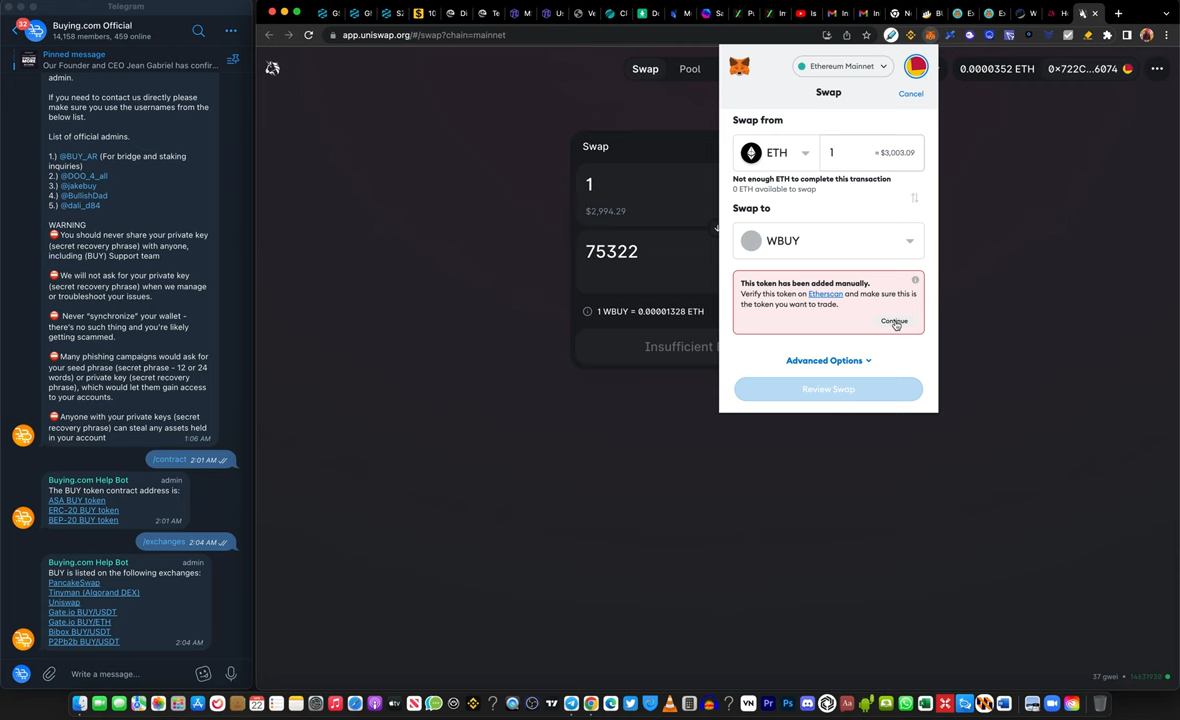 Telegram
32
Buying.com Official
14,158 members, 459 online
Pinned message
Our Founder and CEO Jean Gabriel has confir...
admin.
If you need to contact us directly please
make sure you use the usernames from the
below list.
List of official admins.
1.) @BUY_AR (For bridge and staking
inquiries)
2.) @DOO_4_all
3.) @jakebuy
4.) @BullishDad
5.) @dali_d84
WARNING
⛔You should never share your private key
(secret recovery phrase) with anyone,
including (BUY) Support team
⛔We will not ask for your private key
(secret recovery phrase) when we manage
or troubleshoot your issues.
⛔ Never “synchronize” your wallet -
there's no such thing and you're likely
getting scammed.
⛔Many phishing campaigns would ask for
your seed phrase (secret phrase - 12 or 24
words) or private key (secret recovery
phrase), which would let them gain access
to your accounts.
⛔Anyone with your private keys (secret
recovery phrase) can steal any assets held
in your account
1:06 AM
/contract 2:01 AM
Buying.com Help Bot admin
The BUY token contract address is:
ASA BUY token
ERC-20 BUY token
BEP-20 BUY token
2:01 AM
/exchanges 2:04 AM
Buying.com Help Bot admin
BUY is listed on the following exchanges:
PancakeSwap
Tinyman (Algorand DEX)
Uniswap
Gate.io BUY/USDT
Gate.io BUY/ETH
Bibox BUY/USDT
P2Pb2b BUY/USDT
2:04 AM
Write a message...
app.uniswap.org/#/swap?chain=mainnet
Swap
Pool
0.0000352 ETH
0×722C...6074
Swap
1
$2,994.29
75322
1 WBUY = 0.00001328 ETH
Insufficient
Ethereum Mainnet
Swap
Cancel
Swap from
ETH
1
≈ $3,003.09
Not enough ETH to complete this transaction
0 ETH available to swap
Swap to
WBUY
This token has been added manually.
Verify this token on Etherscan and make sure this is
the token you want to trade.
Continue
Advanced Options
Review Swap
37 gwei